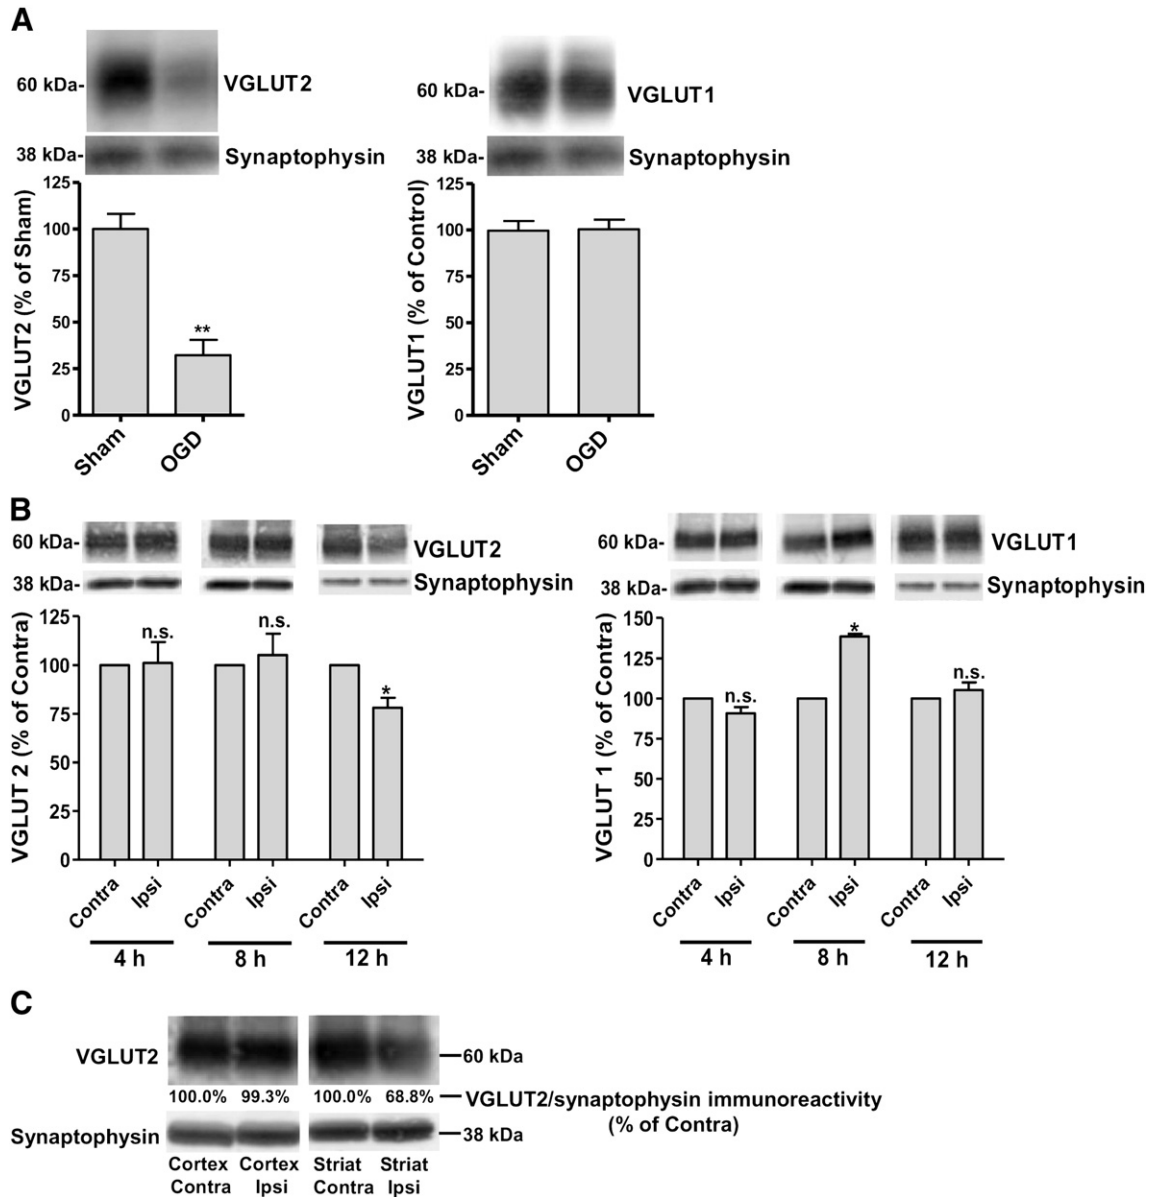 A
60 kDa-
VGLUT2
38 kDa-
Synaptophysin
VGLUT2 (% of Sham)
125
100
75
50
25
0
**
Sham
OGD
60 kDa-
VGLUT1
38 kDa-
Synaptophysin
VGLUT1 (% of Control)
125
100
75
50
25
0
Sham
OGD
B
60 kDa-
VGLUT2
38 kDa-
Synaptophysin
VGLUT 2 (% of Contra)
125
100
75
50
25
0
n.s.
n.s.
*
Contra
Ipsi
Contra
Ipsi
Contra
Ipsi
4 h
8 h
12 h
60 kDa-
VGLUT1
38 kDa-
Synaptophysin
VGLUT 1 (% of Contra)
150
125
100
75
50
25
0
n.s.
*
n.s.
Contra
Ipsi
Contra
Ipsi
Contra
Ipsi
4 h
8 h
12 h
C
VGLUT2
60 kDa
100.0% 99.3% 100.0% 68.8%
VGLUT2/synaptophysin immunoreactivity
(% of Contra)
Synaptophysin
38 kDa
Cortex Cortex Striat Striat
Contra Ipsi Contra Ipsi